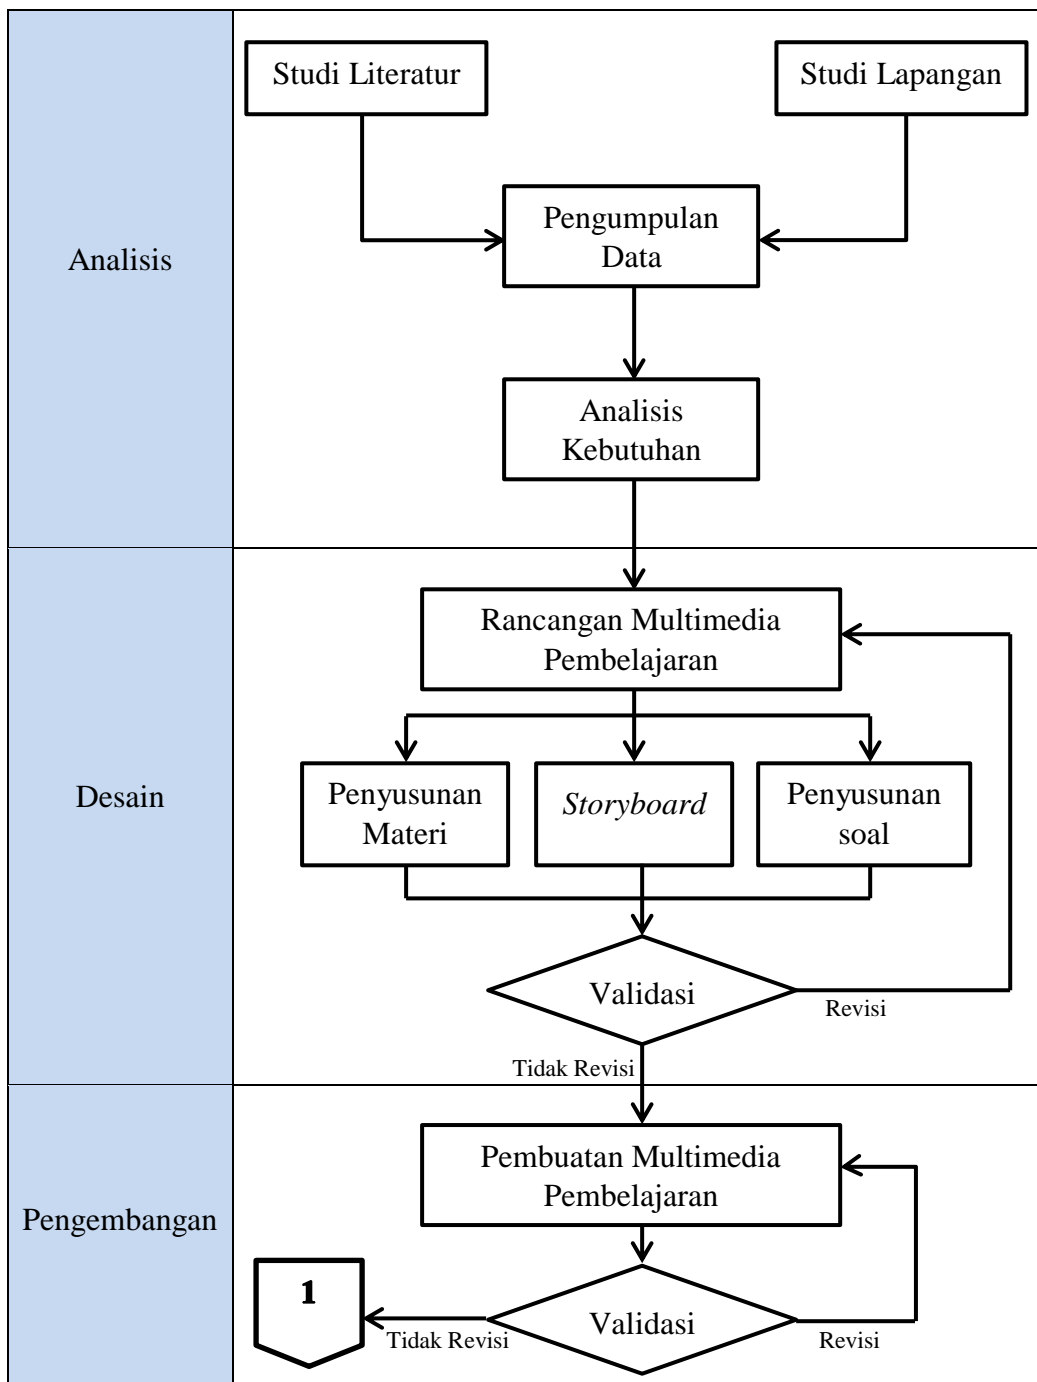 Analisis
Studi Literatur
Studi Lapangan
Pengumpulan
Data
Analisis
Kebutuhan
Desain
Rancangan Multimedia
Pembelajaran
Penyusunan
Materi
Storyboard
Penyusunan
soal
Validasi
Revisi
Tidak Revisi
Pengembangan
Pembuatan Multimedia
Pembelajaran
Validasi
Revisi
Tidak Revisi
1